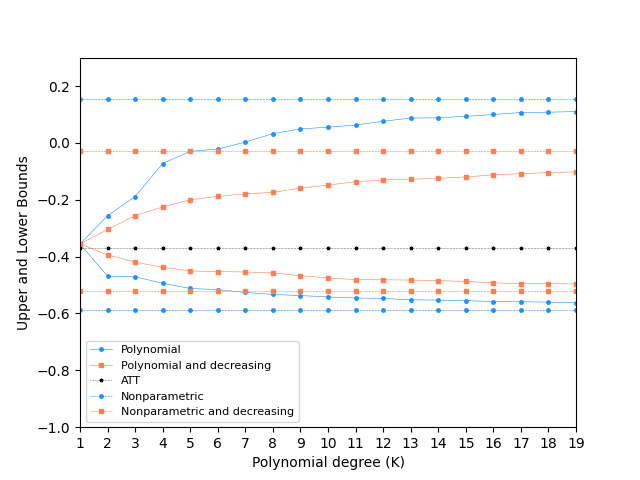 0.2
0.0
−0.2
−0.4
−0.6
−0.8
−1.0
Upper and Lower Bounds
Polynomial
Polynomial and decreasing
ATT
Nonparametric
Nonparametric and decreasing
1 2 3 4 5 6 7 8 9 10 11 12 13 14 15 16 17 18 19
Polynomial degree (K)